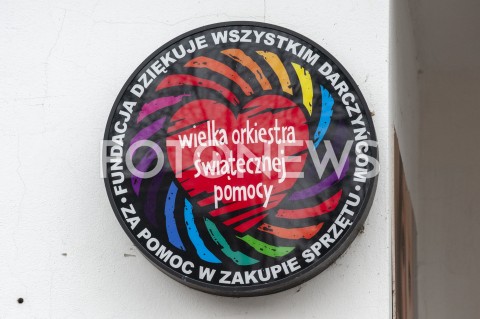 FUNDACJA DZIĘKUJE WSZYSTKIM DARCZYŃCOM
• ZA POMOC W ZAKUPIE SPRZĘTU •
wielka orkiestra
świątecznej
pomocy
FOTONEWS